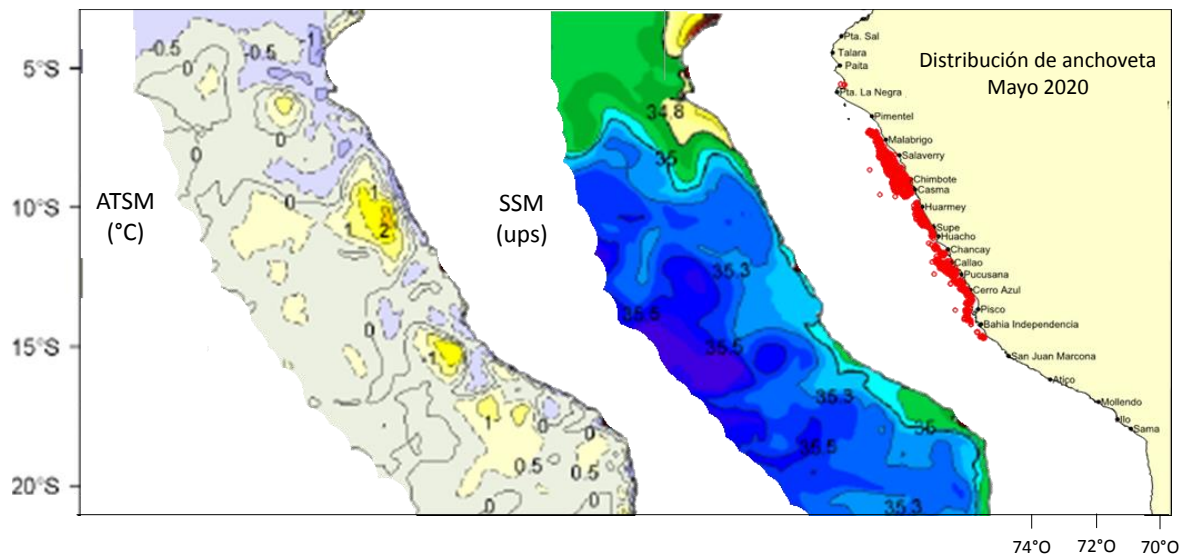 5°S
10°S
15°S
20°S
ATSM
(°C)
-0.5
-0.5
-1
0
0
0
0
1
1
2
0
-1
1
0
0
0.5
0.5
0
0
SSM
(ups)
34.8
35
35.3
35.5
35.5
35.3
35
35.5
35.3
Distribución de anchoveta
Mayo 2020
Pta. Sal
Talara
Paita
Pta. La Negra
Pimentel
Malabrigo
Salaverry
Chimbote
Casma
Huarmey
Supe
Huacho
Chancay
Callao
Pucusana
Cerro Azul
Pisco
Bahia Independencia
San Juan Marcona
Atico
Mollendo
Ilo
Sama
74°O
72°O
70°O